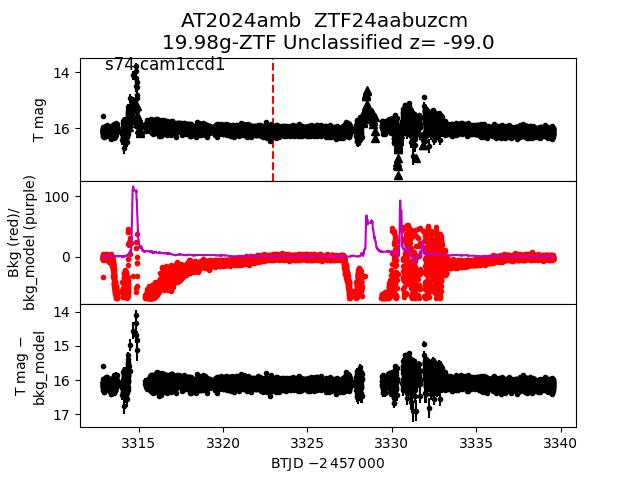 AT2024amb  ZTF24aabuzcm
19.98g-ZTF Unclassified z= -99.0
s74 cam1ccd1
14
16
T mag
100
0
Bkg (red)/
bkg_model (purple)
14
15
16
17
T mag −
bkg_model
3315
3320
3325
3330
3335
3340
BTJD −2 457 000